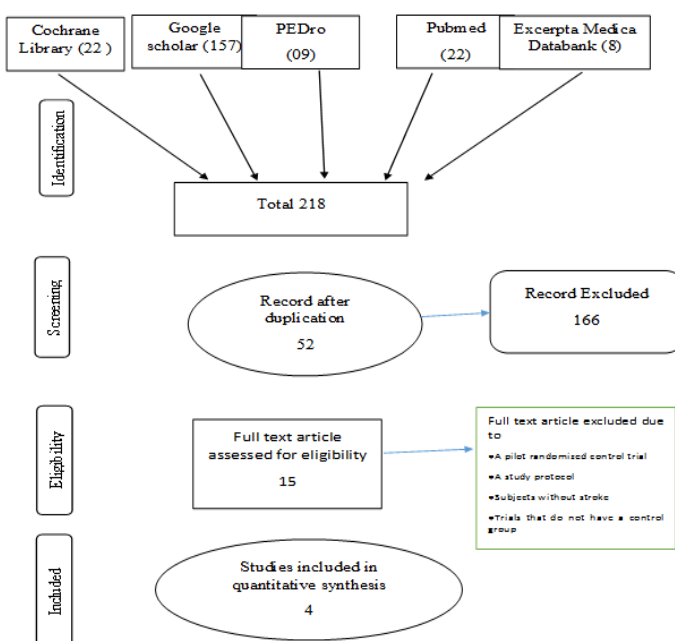 Cochrane
Library (22 )
Google
scholar (157)
PEDro
(09)
Pubmed
(22)
Excerpta Medica
Databank (8)
Identification
Total 218
Screening
Record after
duplication
52
Record Excluded
166
Eligibility
Full text article
assessed for eligibility
15
Full text article excluded due
to
•A pilot randomized control trial
•A study protocol
•Subjects without stroke
•Trials that do not have a control
group
Included
Studies included in
quantitative synthesis
4